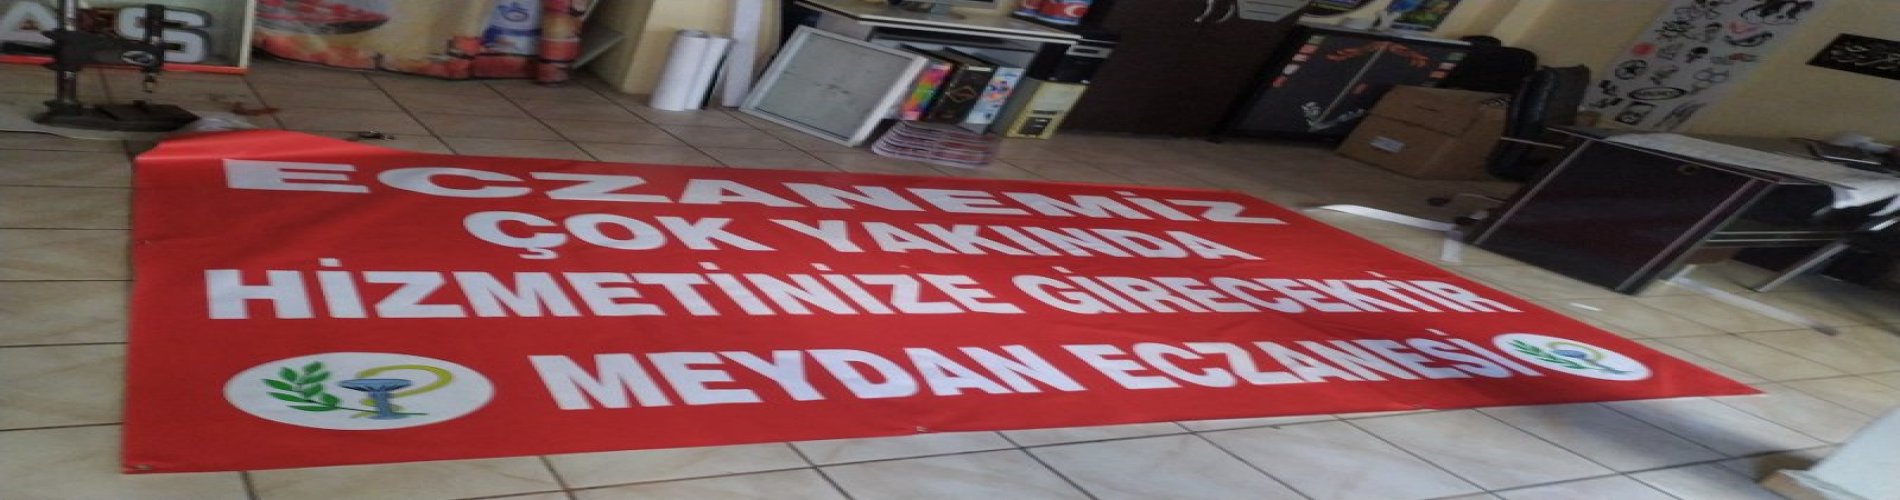 ECZANEMİZ
ÇOK YAKINDA
HİZMETİNİZE GİRECEKTİR
MEYDAN ECZANESİ